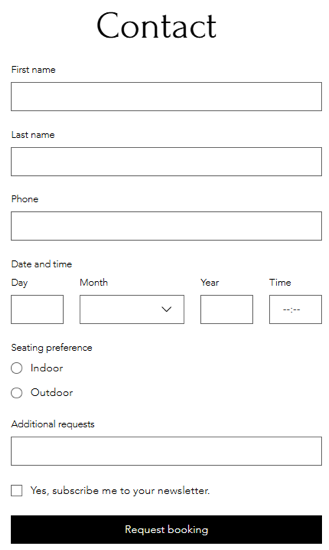 Contact
First name
Last name
Phone
Date and time
Day Month Year Time
--:--
Seating preference
Indoor
Outdoor
Additional requests
Yes, subscribe me to your newsletter.
Request booking